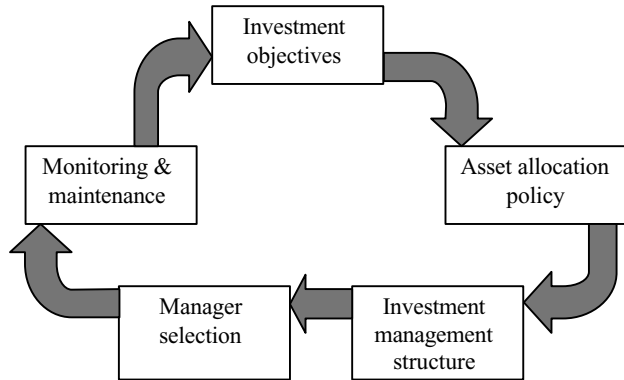 Investment
objectives
Asset allocation
policy
Investment
management
structure
Manager
selection
Monitoring &
maintenance